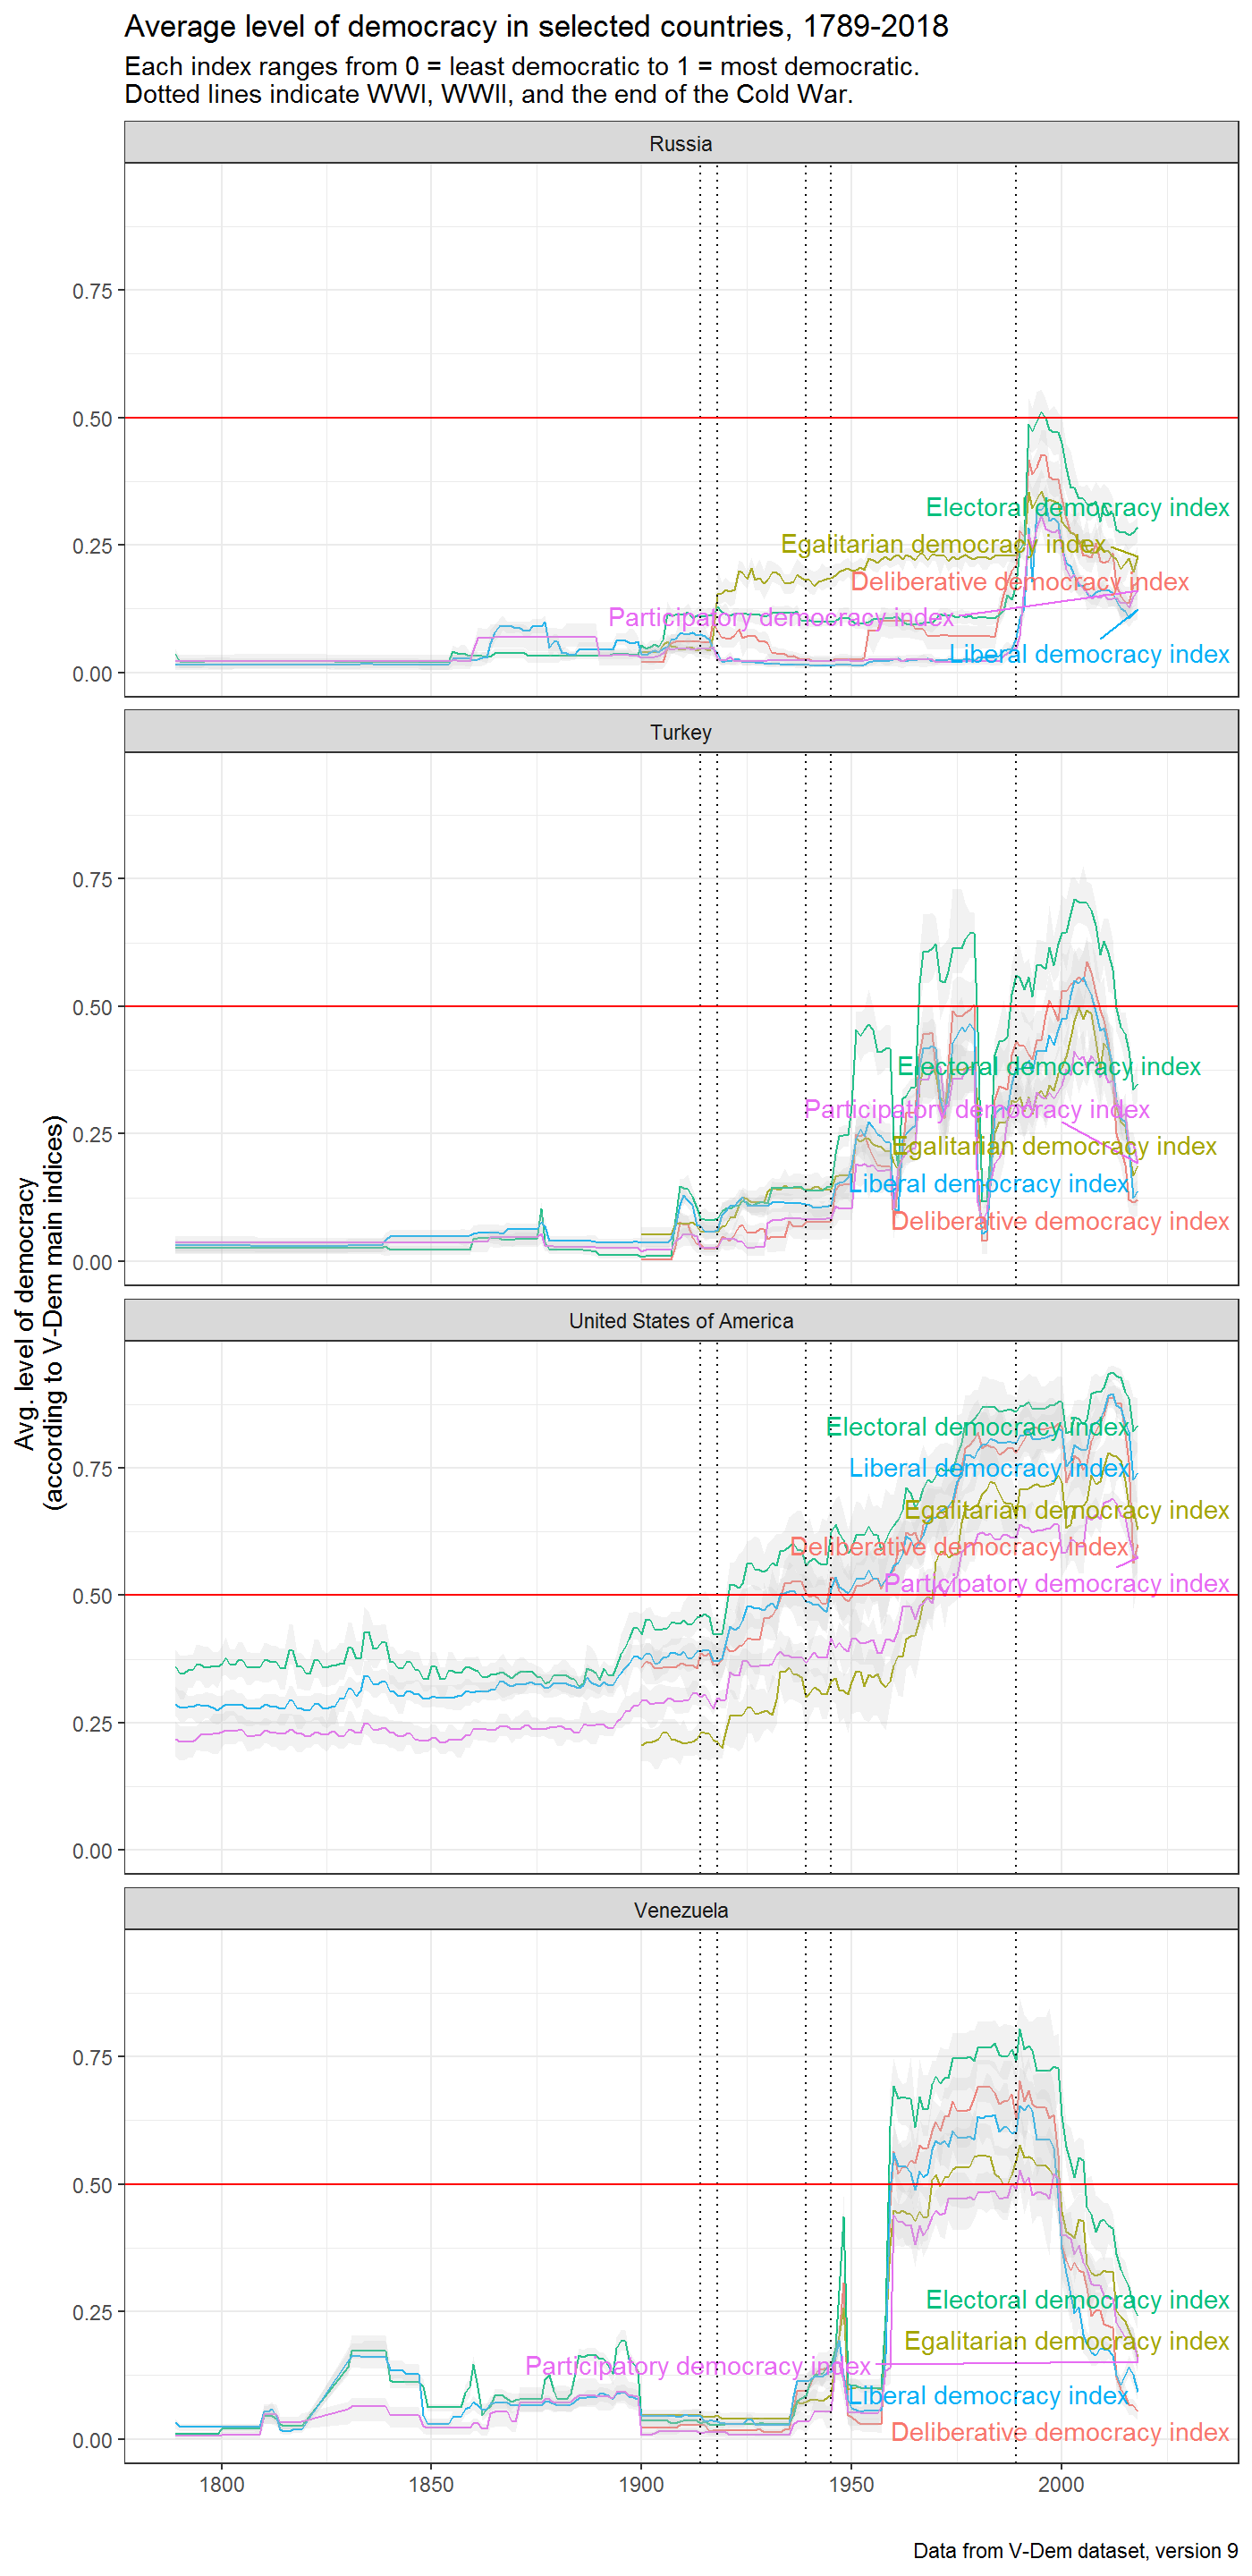 Average level of democracy in selected countries, 1789-2018
Each index ranges from 0 = least democratic to 1 = most democratic.
Dotted lines indicate WWI, WWII, and the end of the Cold War.
Avg. level of democracy
(according to V-Dem main indices)
Russia
0.75
0.50
0.25
0.00
Electoral democracy index
Egalitarian democracy index
Deliberative democracy index
Participatory democracy index
Liberal democracy index
Turkey
0.75
0.50
0.25
0.00
Electoral democracy index
Participatory democracy index
Egalitarian democracy index
Liberal democracy index
Deliberative democracy index
United States of America
0.75
0.50
0.25
0.00
Electoral democracy index
Liberal democracy index
Egalitarian democracy index
Deliberative democracy index
Participatory democracy index
Venezuela
0.75
0.50
0.25
0.00
Electoral democracy index
Egalitarian democracy index
Participatory democracy index
Liberal democracy index
Deliberative democracy index
1800 1850 1900 1950 2000
Data from V-Dem dataset, version 9